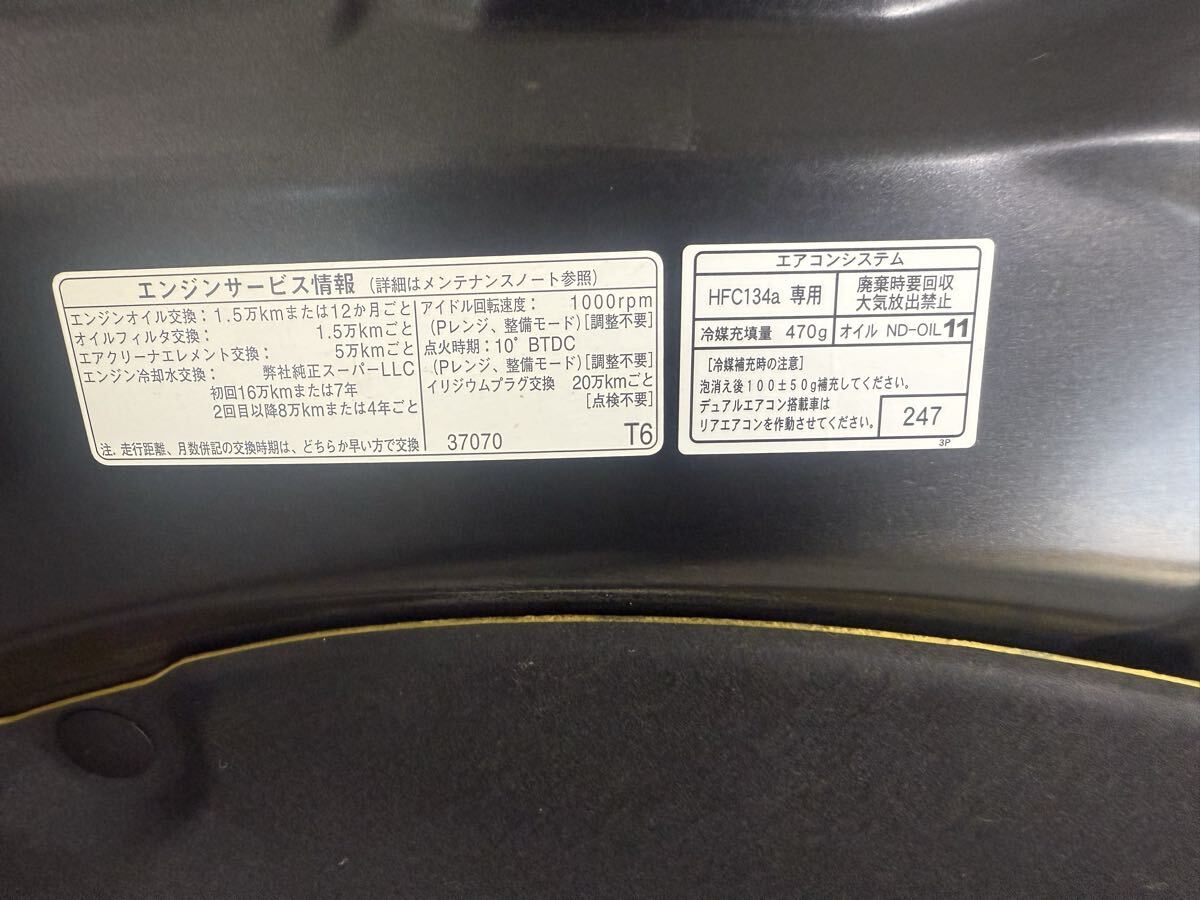 エンジンサービス情報 (詳細はメンテナンスノート参照)
エンジンオイル交換:1.5万kmまたは12か月ごと
オイルフィルタ交換: 1.5万kmごと
エアクリーナエレメント交換: 5万kmごと
エンジン冷却水交換: 弊社純正スーパーLLC
初回16万kmまたは7年
2回目以降8万kmまたは4年ごと
注.走行距離、月数併記の交換時期は、どちらか早い方で交換
アイドル回転速度: 1000rpm
(Pレンジ、整備モード)[調整不要]
点火時期:10° BTDC
(Pレンジ、整備モード)[調整不要]
イリジウムプラグ交換 20万kmごと
[点検不要]
37070 T6
エアコンシステム
HFC134a 専用
廃棄時要回収
大気放出禁止
冷媒充填量 470g オイル ND-OIL 11
[冷媒補充時の注意]
泡消え後100±50g補充してください。
デュアルエアコン搭載車は
リアエアコンを作動させてください。
247
3P